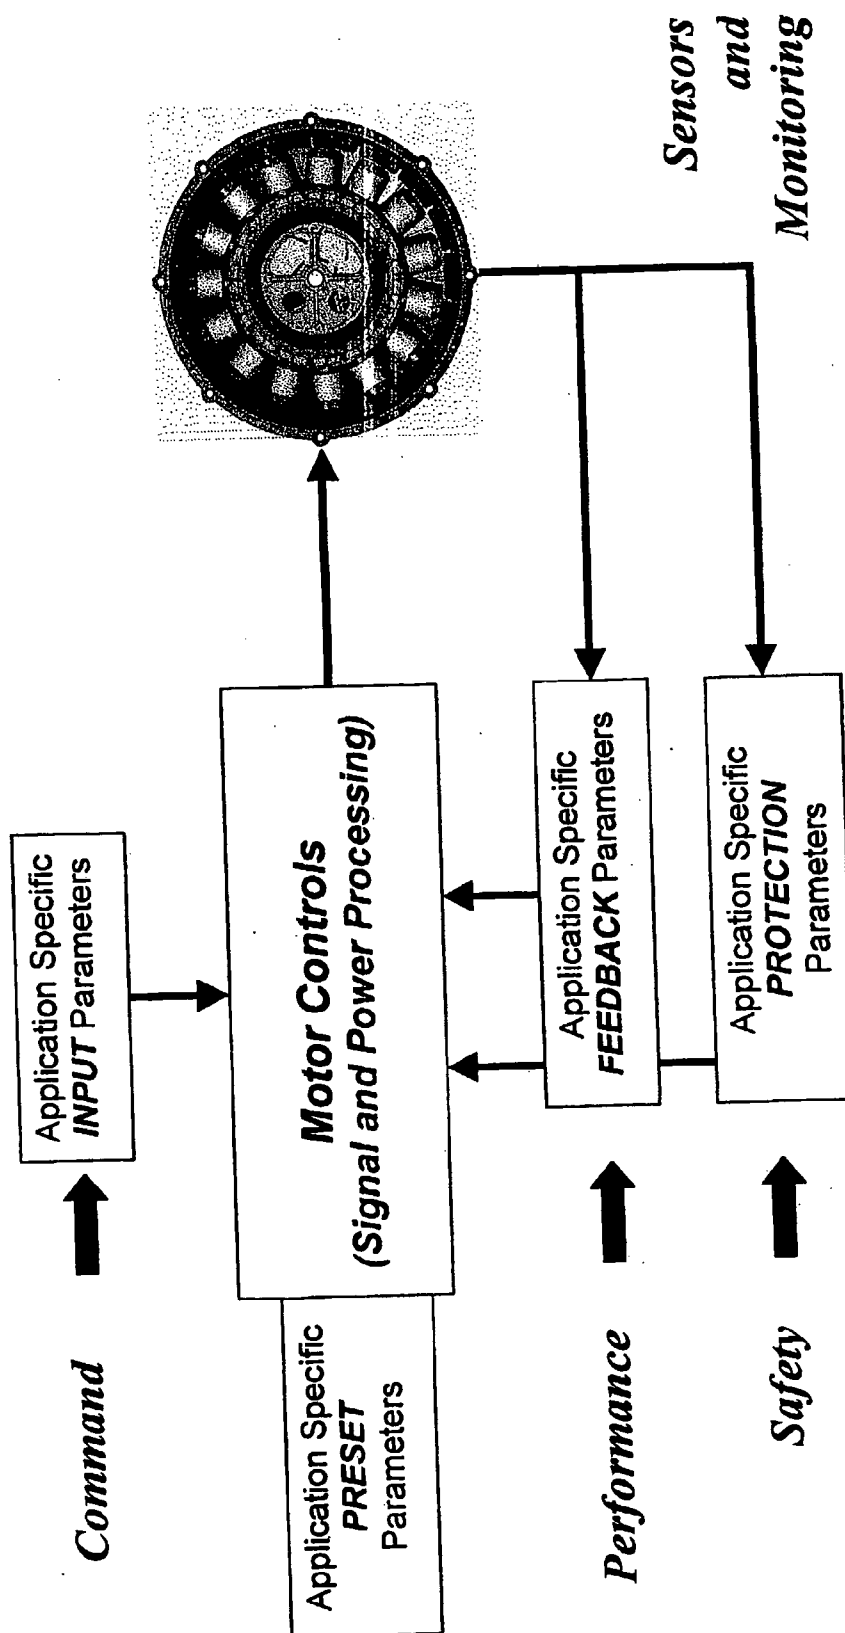 Command
Application Specific
INPUT Parameters
Application Specific
PRESET
Parameters
Motor Controls
(Signal and Power Processing)
Performance
Application Specific
FEEDBACK Parameters
Safety
Application Specific
PROTECTION
Parameters
Sensors
and
Monitoring